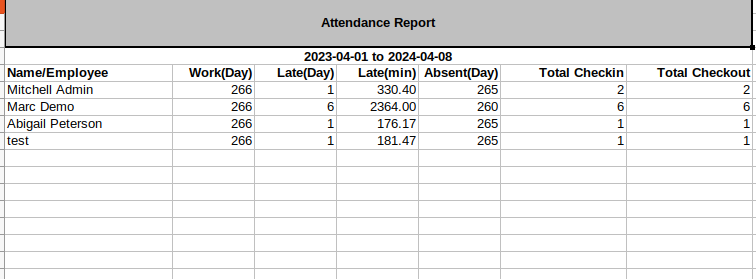 Attendance Report
2023-04-01 to 2024-04-08
Name/Employee Work(Day) Late(Day) Late(min) Absent(Day) Total Checkin Total Checkout
Mitchell Admin 266 1 330.40 265 2 2
Marc Demo 266 6 2364.00 260 6 6
Abigail Peterson 266 1 176.17 265 1 1
test 266 1 181.47 265 1 1